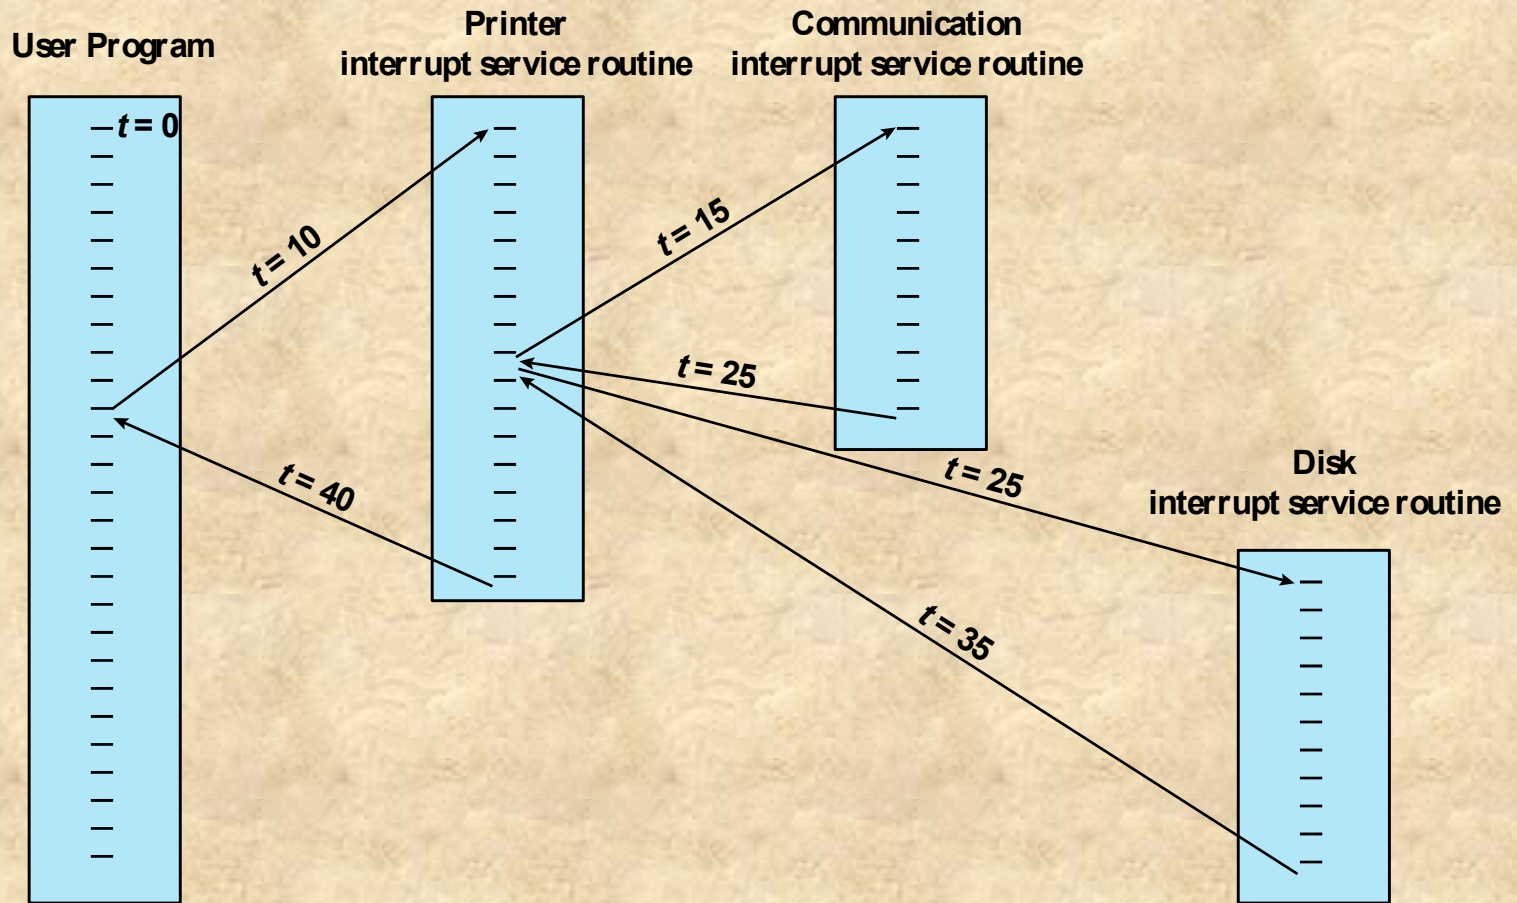 User Program
Printer
interrupt service routine
Communication
interrupt service routine
t = 0
t = 10
t = 15
t = 25
t = 40
t = 25
Disk
interrupt service routine
t = 35